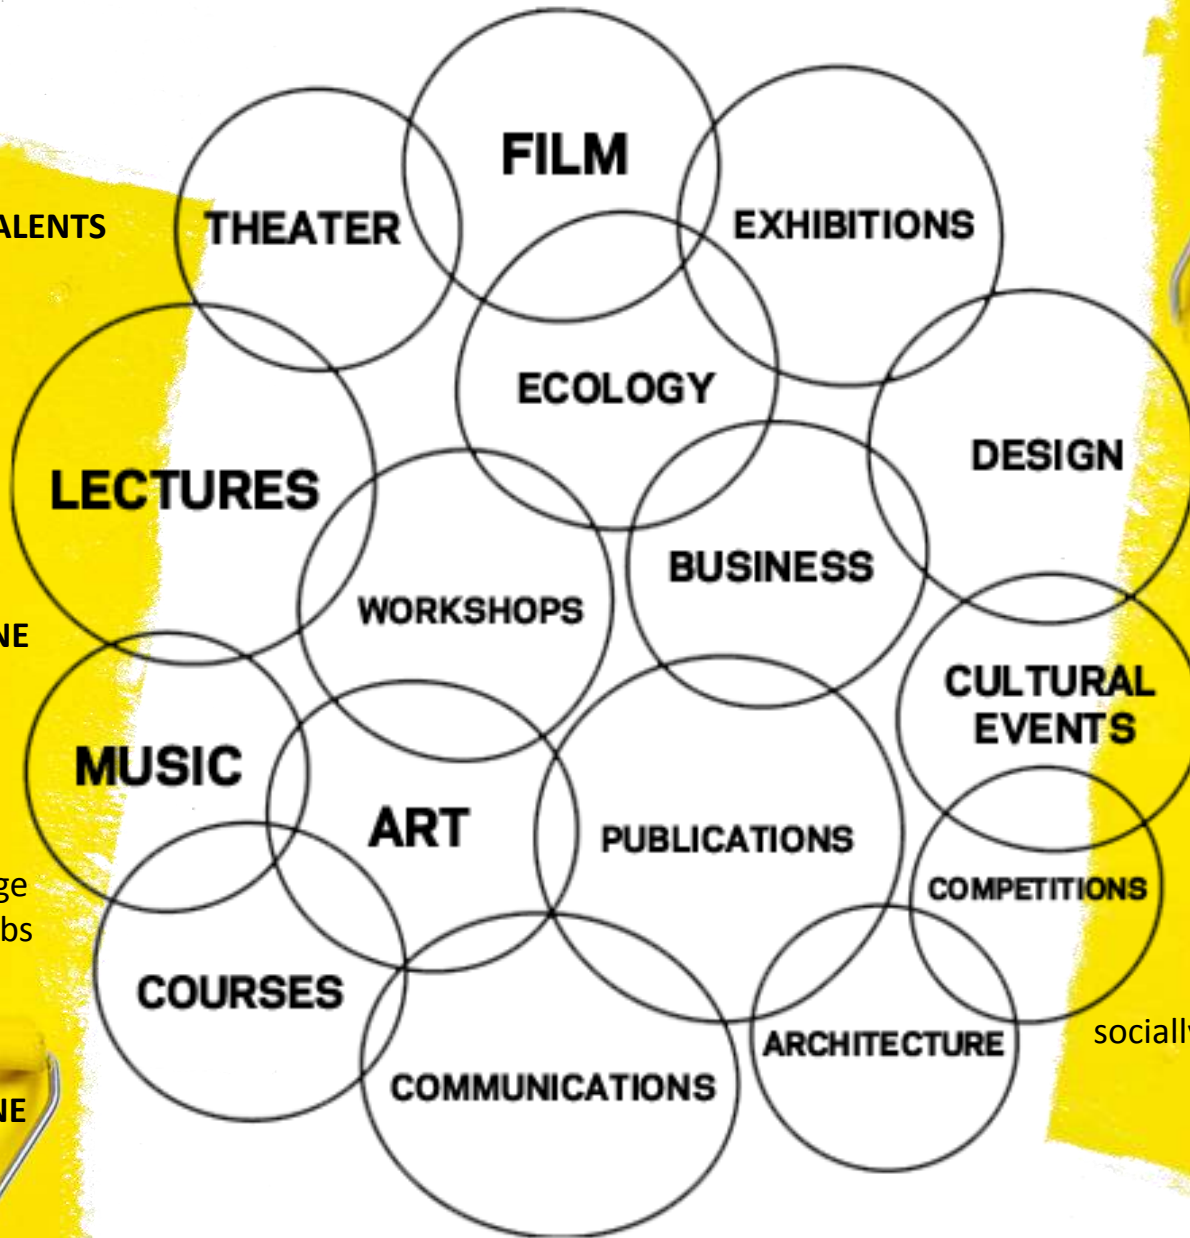 FILM
THEATER
EXHIBITIONS
ECOLOGY
DESIGN
LECTURES
BUSINESS
WORKSHOPS
CULTURAL
EVENTS
MUSIC
ART
PUBLICATIONS
COMPETITIONS
COURSES
ARCHITECTURE
COMMUNICATIONS
ALENTS
NE
ge
bs
NE
socially